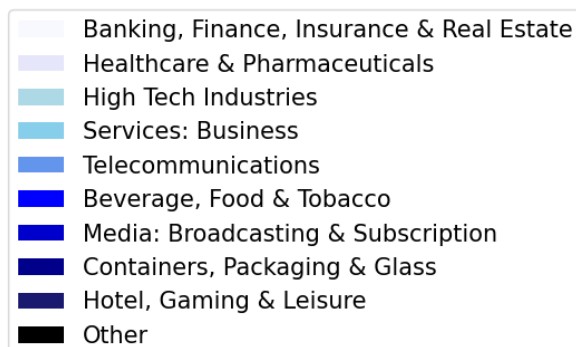 Banking, Finance, Insurance & Real Estate
Healthcare & Pharmaceuticals
High Tech Industries
Services: Business
Telecommunications
Beverage, Food & Tobacco
Media: Broadcasting & Subscription
Containers, Packaging & Glass
Hotel, Gaming & Leisure
Other